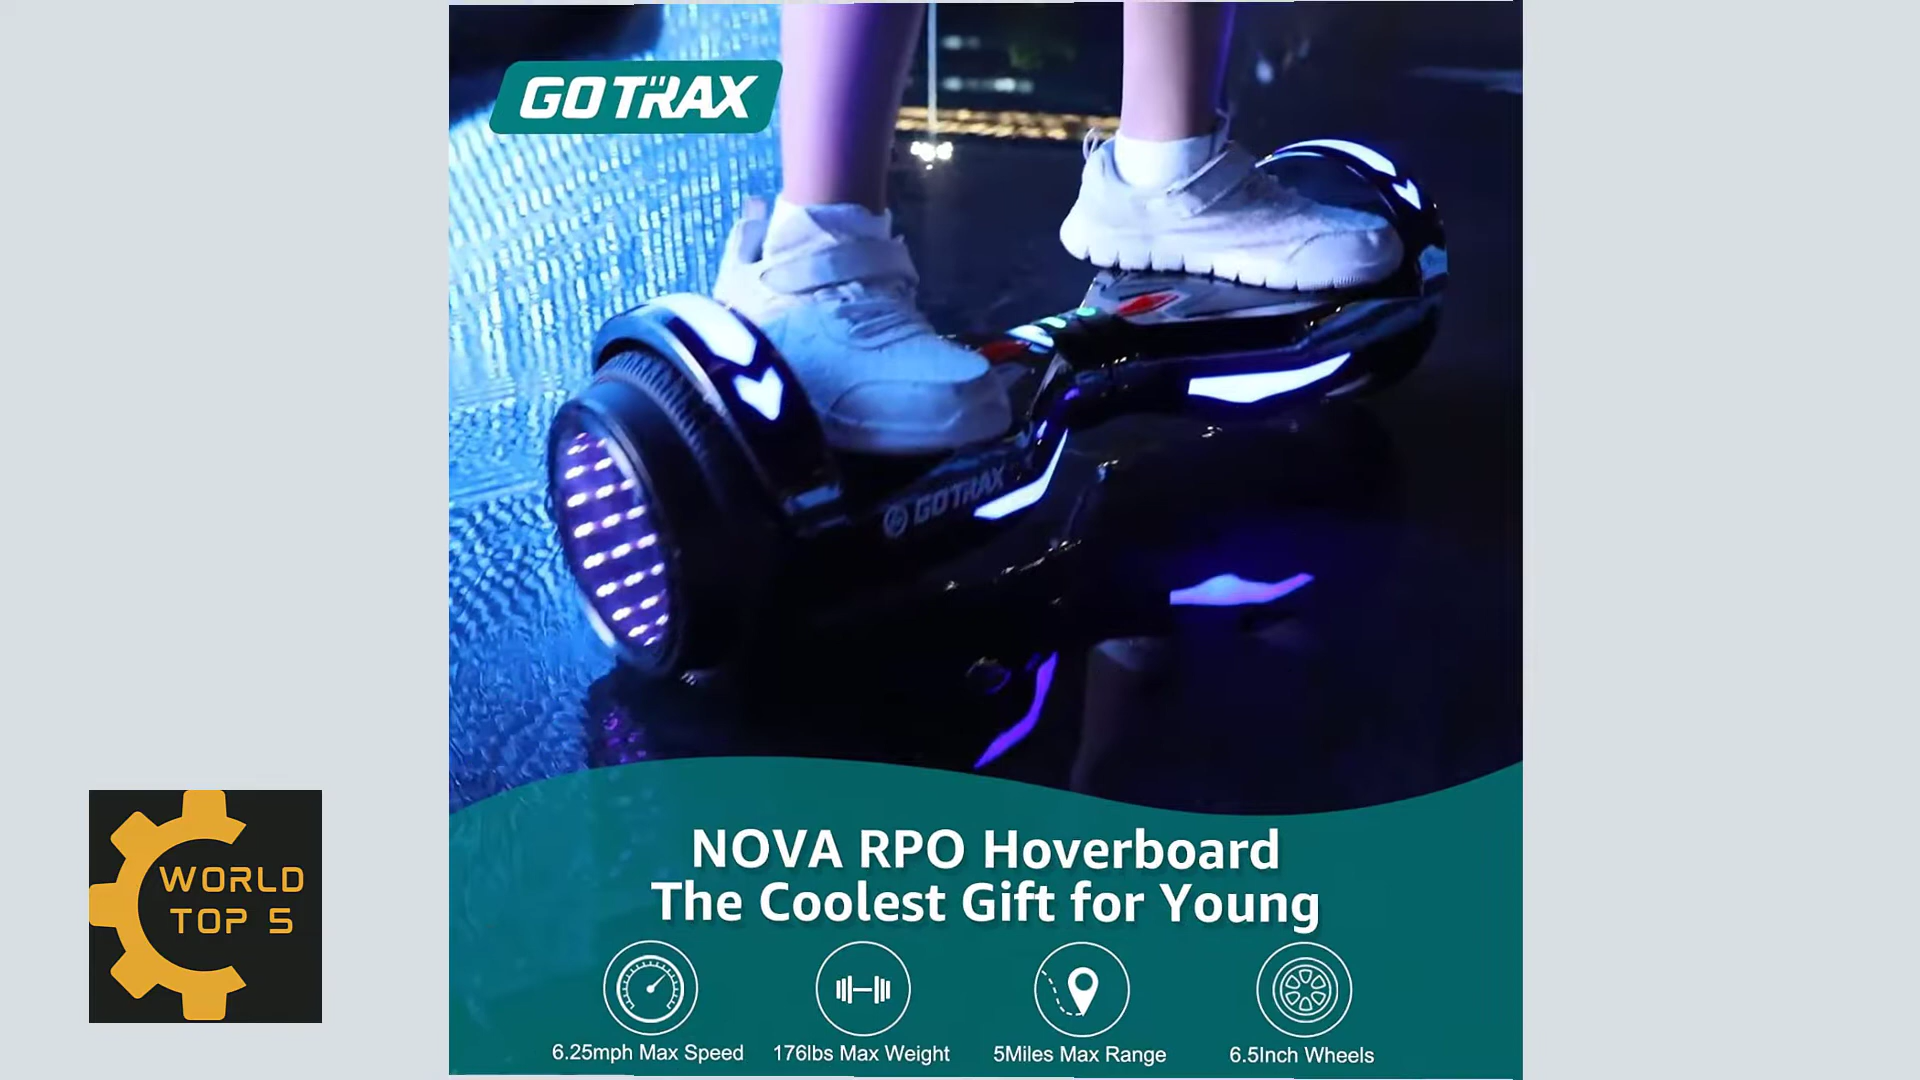 GOTRAX
GOTRAX
NOVA RPO Hoverboard
The Coolest Gift for Young
6.25mph Max Speed
176lbs Max Weight
5Miles Max Range
6.5Inch Wheels
WORLD
TOP 5